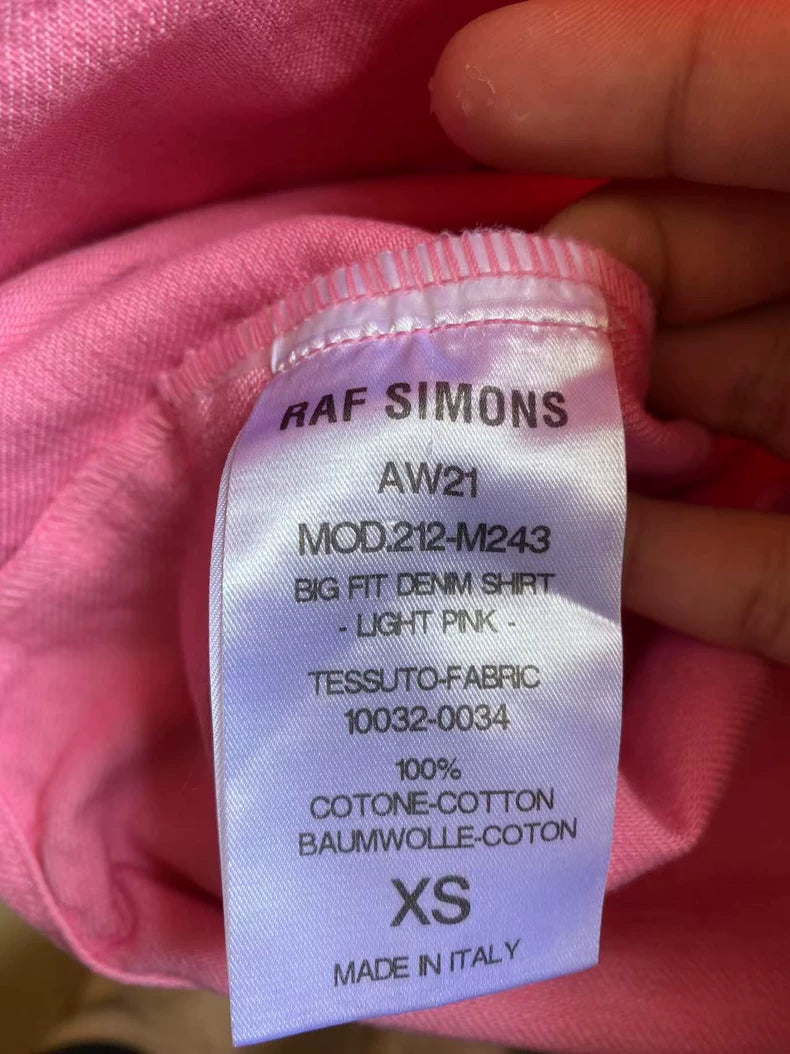 RAF SIMONS
AW21
MOD.212-M243
BIG FIT DENIM SHIRT
- LIGHT PINK -
TESSUTO-FABRIC
10032-0034
100%
COTONE-COTTON
BAUMWOLLE-COTON
XS
MADE IN ITALY